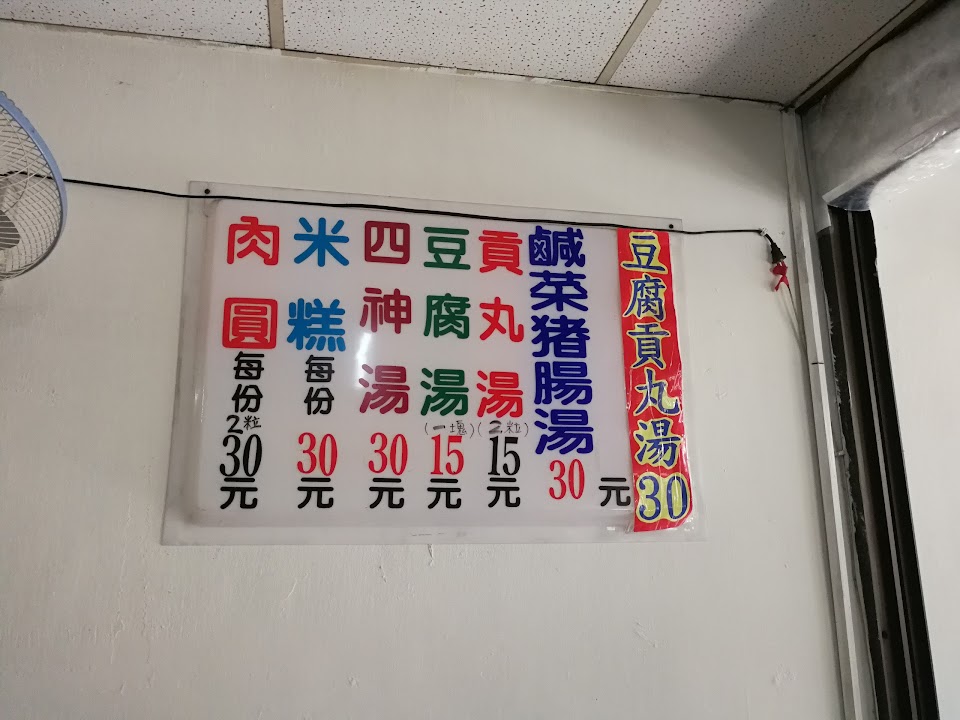 肉圓每份2粒30元
米糕每份30元
四神湯30元
豆腐湯(一塊)15元
貢丸湯(2粒)15元
鹹菜豬腸湯30
元
豆腐貢丸湯30